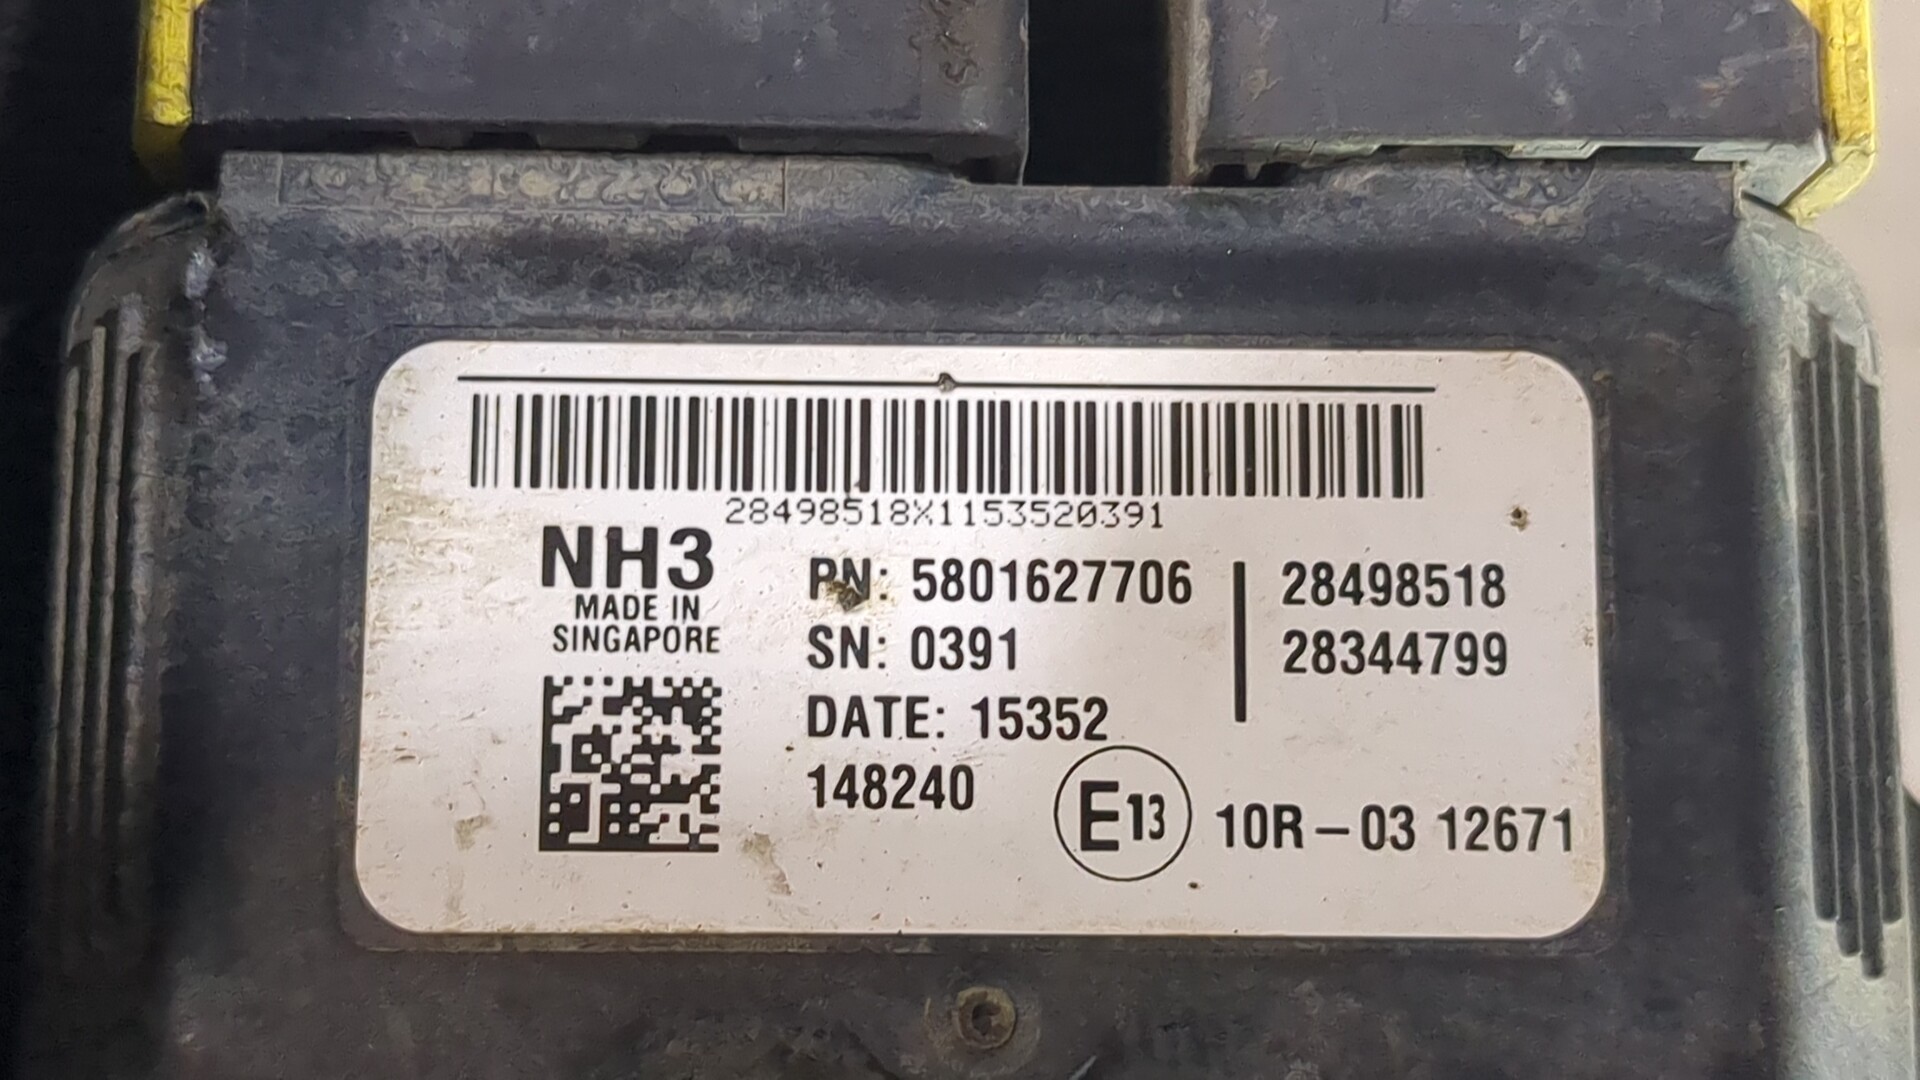 28498518X1153520391
NH3
MADE IN
SINGAPORE
PN: 5801627706
SN: 0391
DATE: 15352
148240
28498518
28344799
E13
10R-03 12671